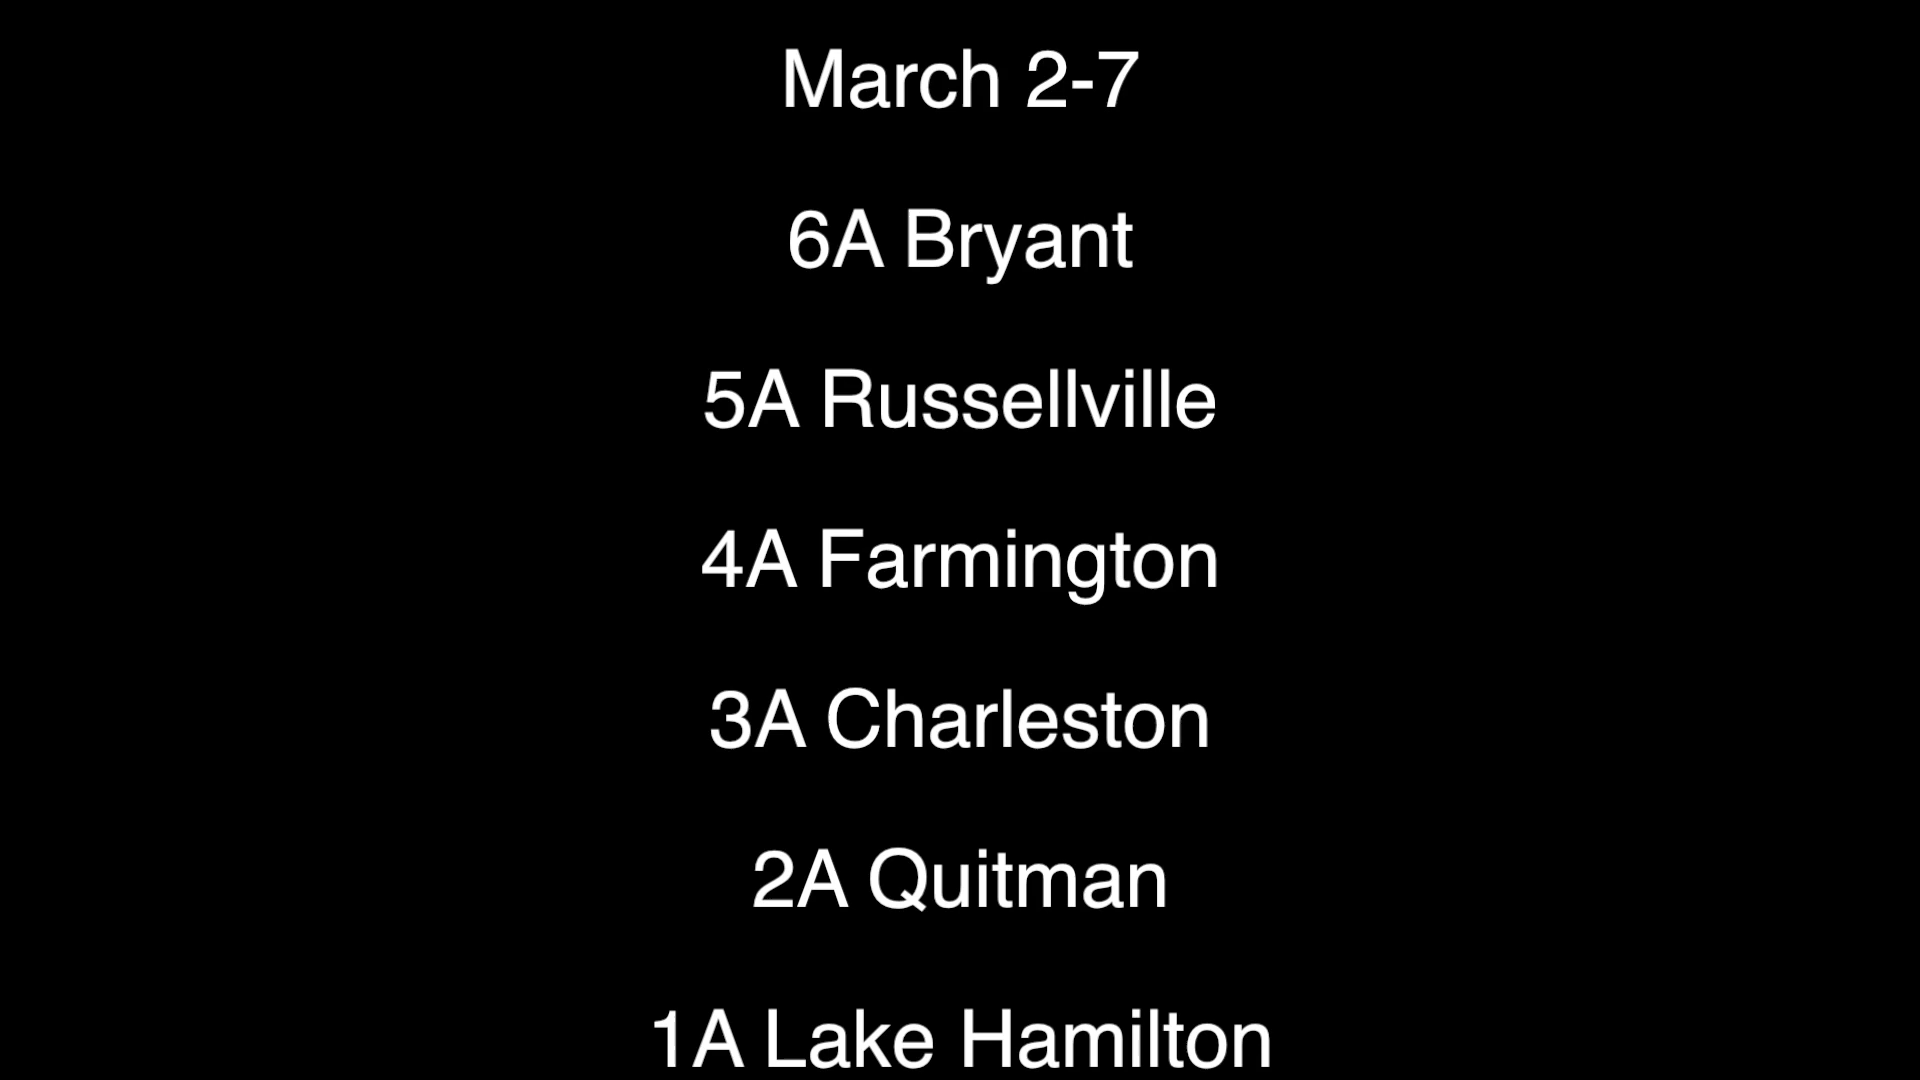 March 2-7
6A Bryant
5A Russellville
4A Farmington
3A Charleston
2A Quitman
1A Lake Hamilton